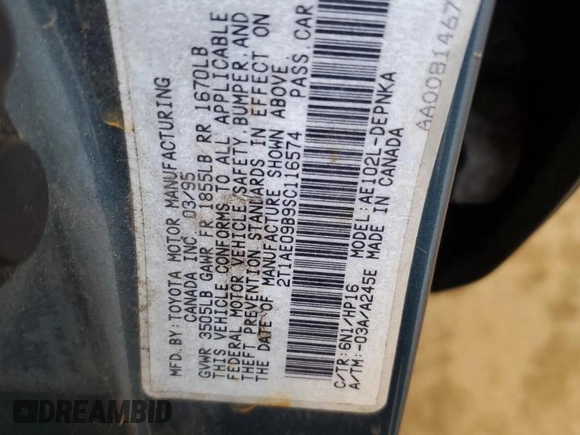 MFD. BY: TOYOTA MOTOR MANUFACTURING
CANADA INC. 03/95
GVWR 3505LB GAWR FR 1855LB RR 1670LB
THIS VEHICLE CONFORMS TO ALL APPLICABLE
FEDERAL MOTOR VEHICLE SAFETY, BUMPER, AND
THEFT PREVENTION STANDARDS IN EFFECT ON
THE DATE OF MANUFACTURE SHOWN ABOVE.
2T1AE09B9SC116574 PASS. CAR
C/TR: 6N1/HP16 MODEL: AE102L-DEPNKA
A/TM: -03A/A245E MADE IN CANADA
AA0081467
DREAMBID